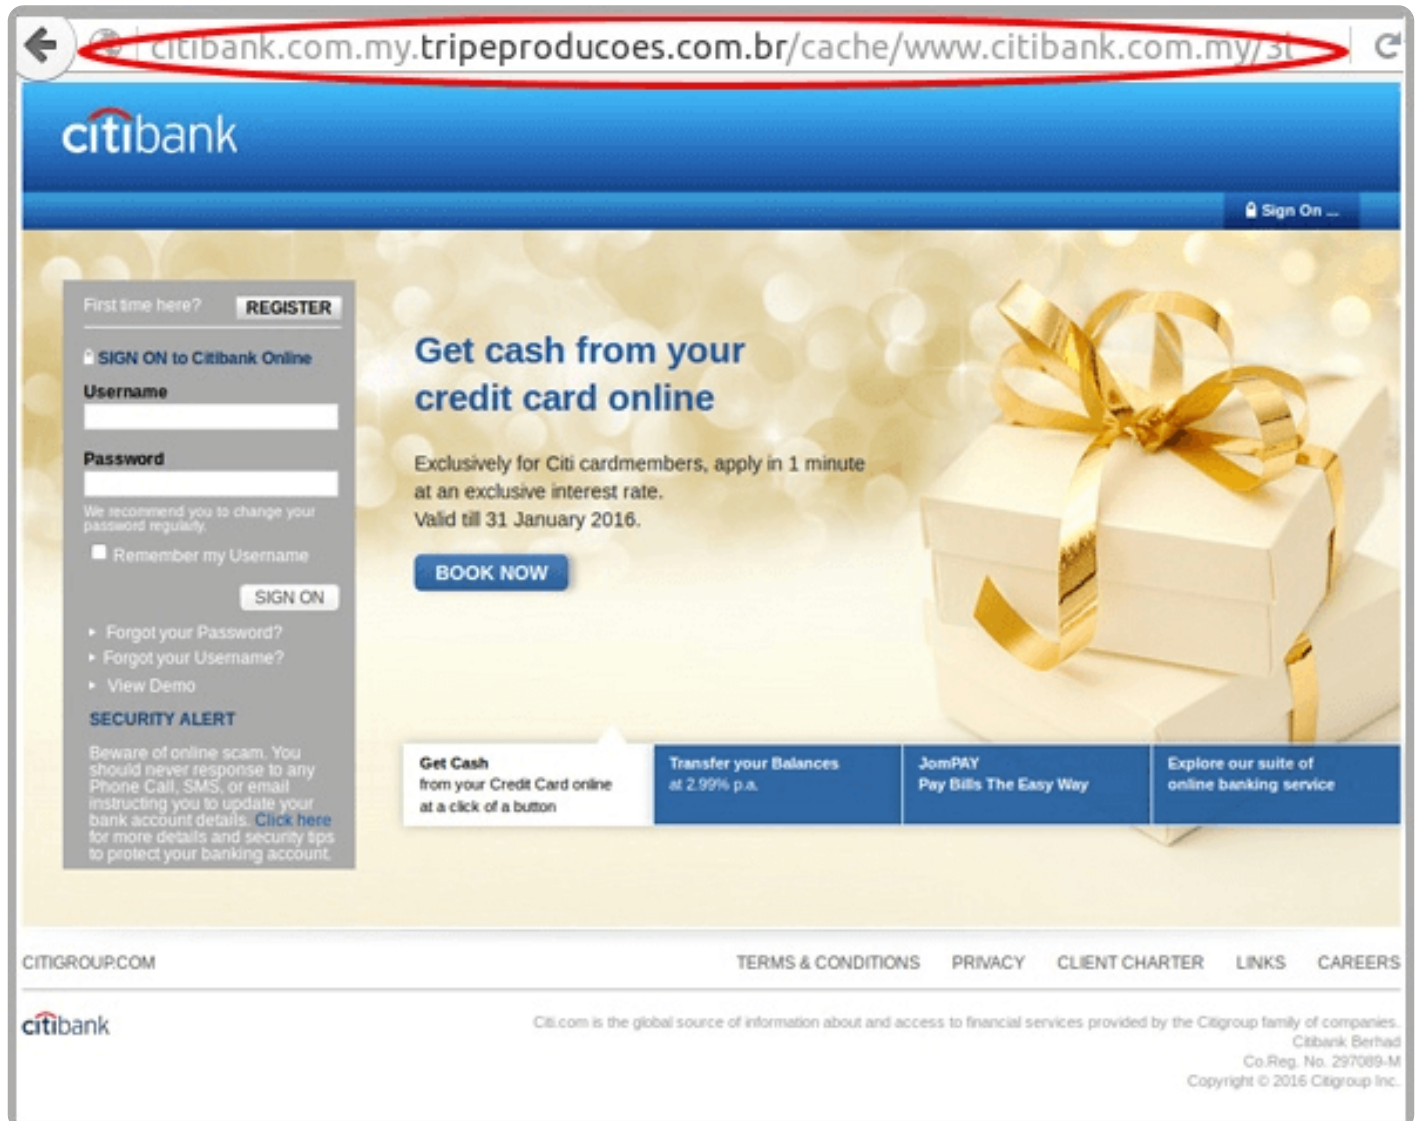 citibank.com.my.tripeproducoes.com.br/cache/www.citibank.com.my/3
citibank
Sign On ...
First time here? REGISTER
SIGN ON to Citibank Online
Username
Password
We recommend you to change your
password regularly.
Remember my Username
SIGN ON
Forgot your Password?
Forgot your Username?
View Demo
SECURITY ALERT
Beware of online scam. You
should never response to any
Phone Call, SMS, or email
instructing you to update your
bank account details. Click here
for more details and security tips
to protect your banking account.
Get cash from your
credit card online
Exclusively for Citi cardmembers, apply in 1 minute
at an exclusive interest rate.
Valid till 31 January 2016.
BOOK NOW
Get Cash
from your Credit Card online
at a click of a button
Transfer your Balances
at 2.99% p.a.
JomPAY
Pay Bills The Easy Way
Explore our suite of
online banking service
CITIGROUP.COM
TERMS & CONDITIONS PRIVACY CLIENT CHARTER LINKS CAREERS
citibank
Citi.com is the global source of information about and access to financial services provided by the Citigroup family of companies.
Citibank Berhad
Co.Reg. No. 297089-M
Copyright © 2016 Citigroup Inc.